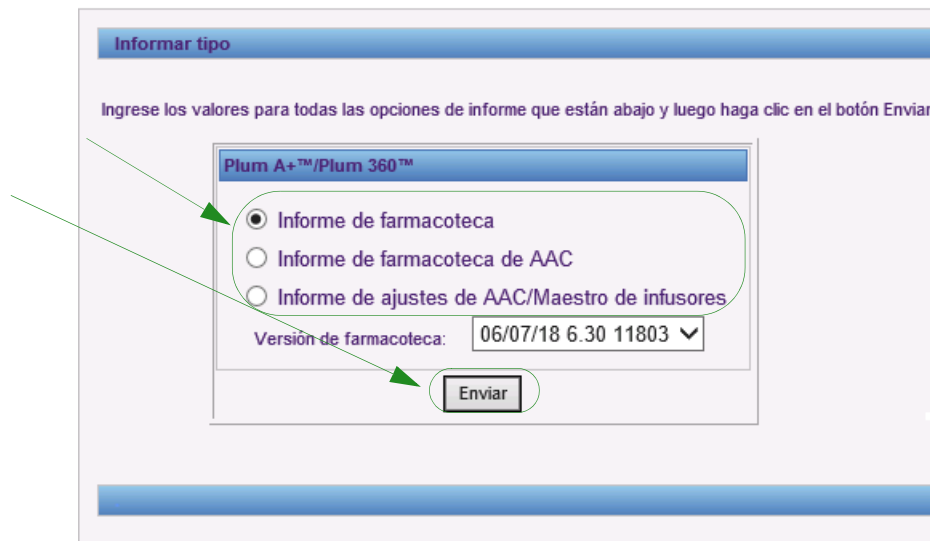 Informar tipo
Ingrese los valores para todas las opciones de informe que están abajo y luego haga clic en el botón Enviar
Plum A+™/Plum 360™
Informe de farmacoteca
Informe de farmacoteca de AAC
Informe de ajustes de AAC/Maestro de infusores
Versión de farmacoteca: 06/07/18 6.30 11803
Enviar